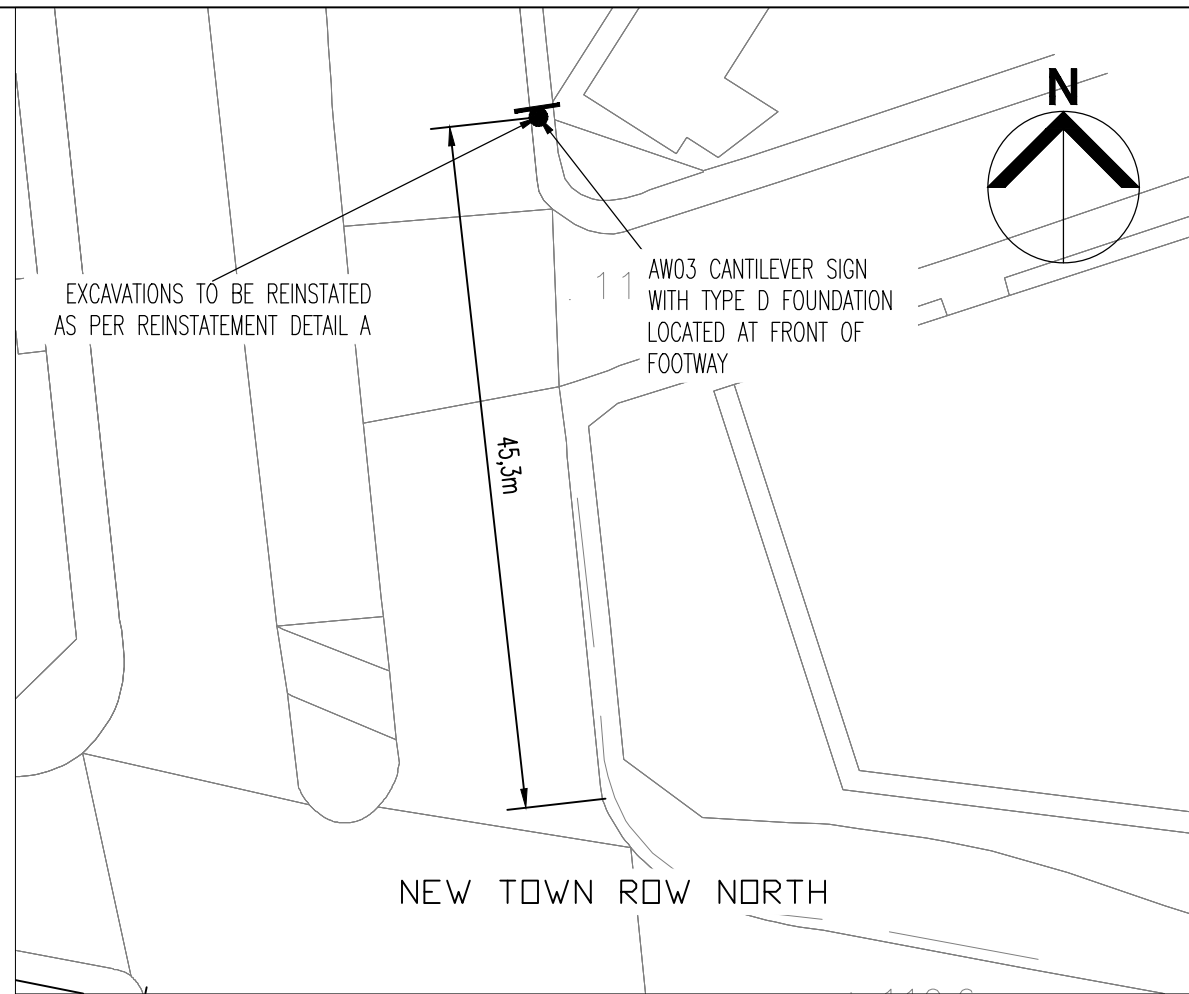 N
EXCAVATIONS TO BE REINSTATED
AS PER REINSTATEMENT DETAIL A
11
AW03 CANTILEVER SIGN
WITH TYPE D FOUNDATION
LOCATED AT FRONT OF
FOOTWAY
45,3m
NEW TOWN ROW NORTH